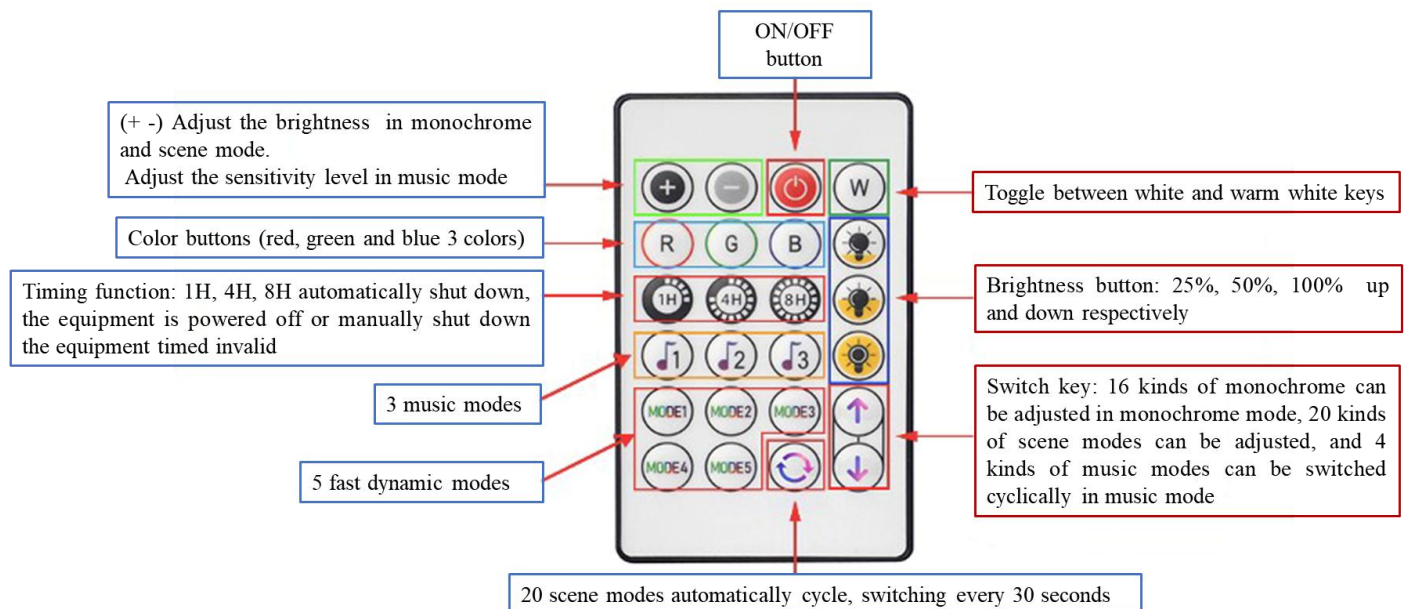 ON/OFF
button
(+ -) Adjust the brightness in monochrome
and scene mode.
Adjust the sensitivity level in music mode
Color buttons (red, green and blue 3 colors)
Timing function: 1H, 4H, 8H automatically shut down,
the equipment is powered off or manually shut down
the equipment timed invalid
3 music modes
5 fast dynamic modes
+ - W
R G B
1H 4H 8H
1 2 3
MODE1 MODE2 MODE3
MODE4 MODE5
Toggle between white and warm white keys
Brightness button: 25%, 50%, 100% up
and down respectively
Switch key: 16 kinds of monochrome can
be adjusted in monochrome mode, 20 kinds
of scene modes can be adjusted, and 4
kinds of music modes can be switched
cyclically in music mode
20 scene modes automatically cycle, switching every 30 seconds